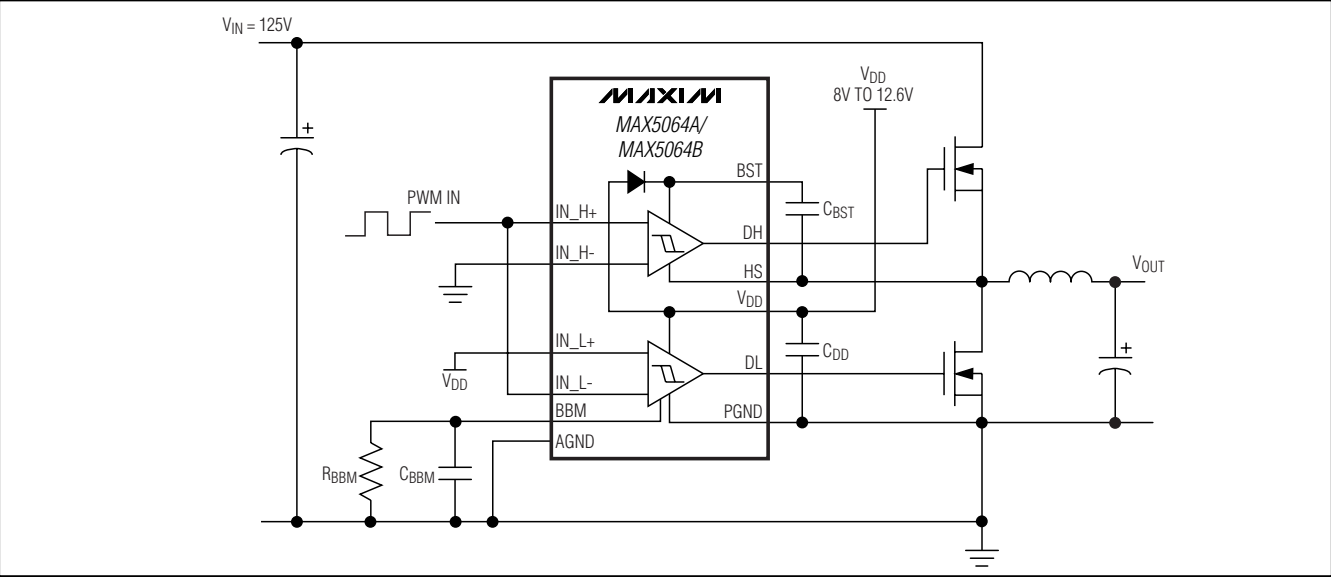 VIN = 125V
VDD
8V TO 12.6V
MAXIM
MAX5064A/
MAX5064B
BST
PWM IN
IN_H+
CBST
DH
IN_H-
HS
VOUT
VDD
IN_L+
CDD
DL
VDD
IN_L-
BBM
PGND
AGND
RBBM
CBBM